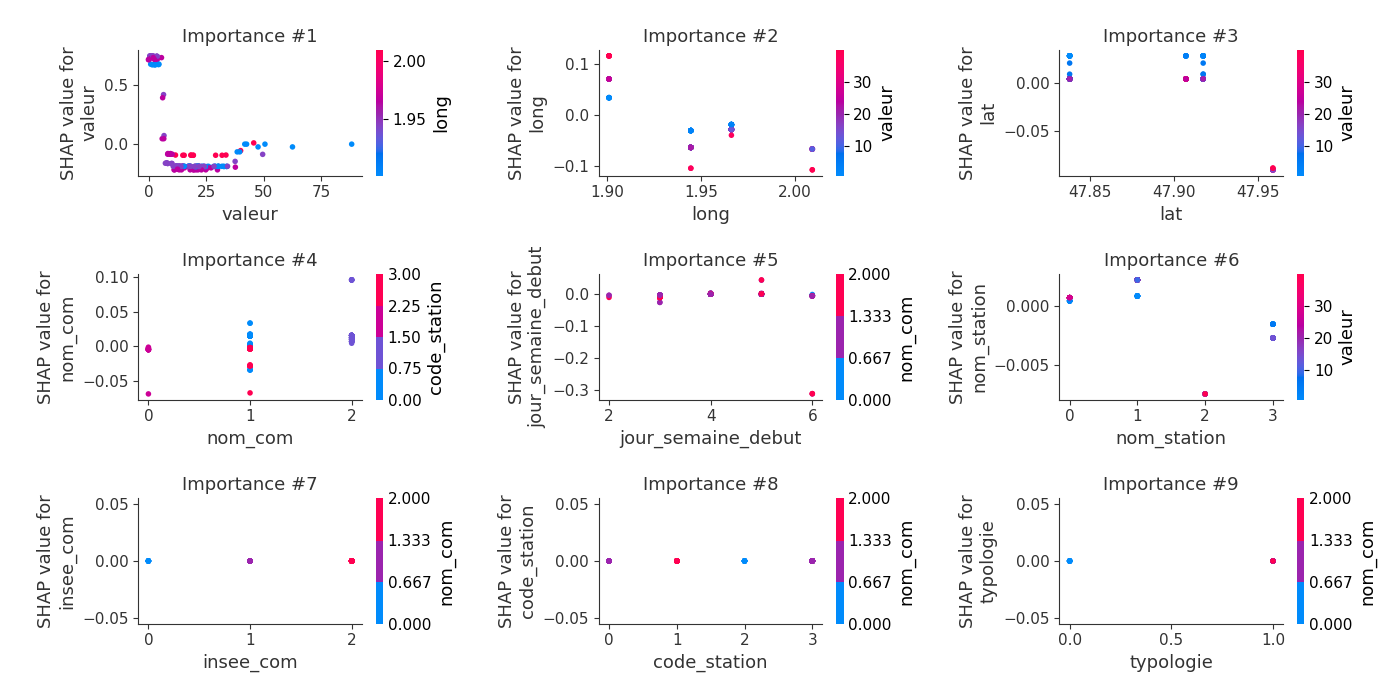 Importance #1
SHAP value for
valeur
0.5
0.0
0
25
50
75
valeur
2.00
1.95
long
Importance #2
SHAP value for
long
0.1
0.0
−0.1
1.90
1.95
2.00
long
30
20
10
valeur
Importance #3
SHAP value for
lat
0.00
−0.05
47.85
47.90
47.95
lat
30
20
10
valeur
Importance #4
SHAP value for
nom_com
0.10
0.05
0.00
−0.05
0
1
2
nom_com
3.00
2.25
1.50
0.75
0.00
code_station
Importance #5
SHAP value for
jour_semaine_debut
0.0
−0.1
−0.2
−0.3
2
4
6
jour_semaine_debut
2.000
1.333
0.667
0.000
nom_com
Importance #6
SHAP value for
nom_station
0.000
−0.005
0
1
2
3
nom_station
30
20
10
valeur
Importance #7
SHAP value for
insee_com
0.05
0.00
−0.05
0
1
2
insee_com
2.000
1.333
0.667
0.000
nom_com
Importance #8
SHAP value for
code_station
0.05
0.00
−0.05
0
1
2
3
code_station
2.000
1.333
0.667
0.000
nom_com
Importance #9
SHAP value for
typologie
0.05
0.00
−0.05
0.0
0.5
1.0
typologie
2.000
1.333
0.667
0.000
nom_com